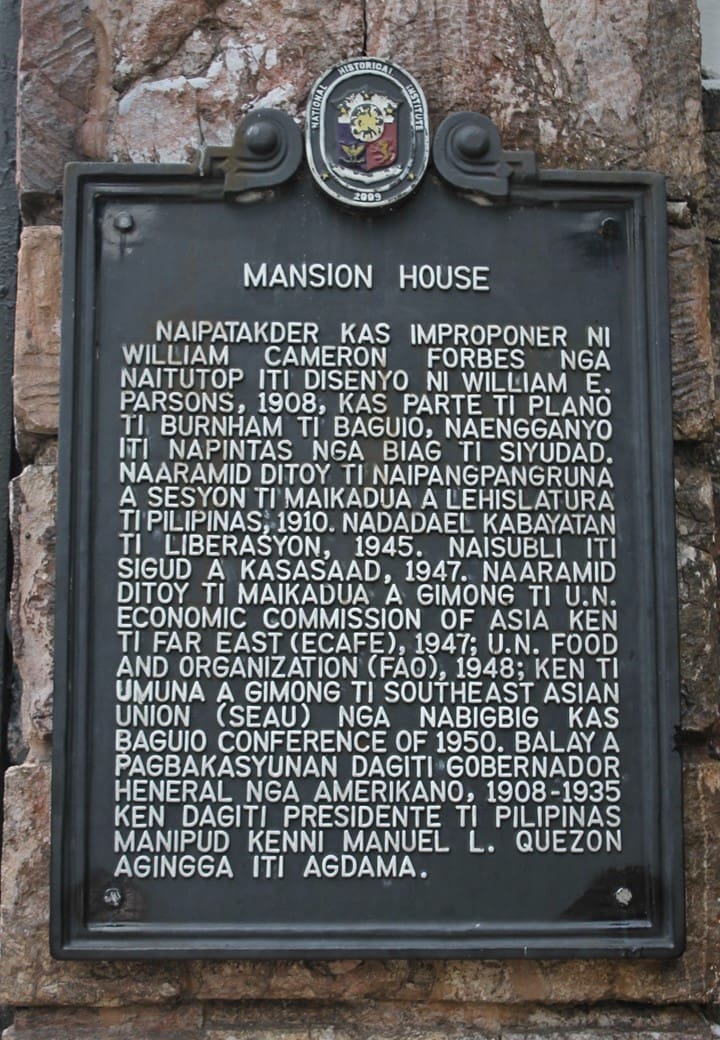 NATIONAL HISTORICAL INSTITUTE
2009
MANSION HOUSE
NAIPATAKDER KAS IMPROPONER NI
WILLIAM CAMERON FORBES NGA
NAITUTOP ITI DISENYO NI WILLIAM E.
PARSONS, 1908, KAS PARTE TI PLANO
TI BURNHAM TI BAGUIO, NAENGGANYO
ITI NAPINTAS NGA BIAG TI SIYUDAD.
NAARAMID DITOY TI NAIPANGPANGRUNA
A SESYON TI MAIKADUA A LEHISLATURA
TI PILIPINAS, 1910. NADADAEL KABAYATAN
TI LIBERASYON, 1945. NAISUBLI ITI
SIGUD A KASASAAD, 1947. NAARAMID
DITOY TI MAIKADUA A GIMONG TI U.N.
ECONOMIC COMMISSION OF ASIA KEN
TI FAR EAST (ECAFE), 1947; U.N. FOOD
AND ORGANIZATION (FAO), 1948; KEN TI
UMUNA A GIMONG TI SOUTHEAST ASIAN
UNION (SEAU) NGA NABIGBIG KAS
BAGUIO CONFERENCE OF 1950. BALAY A
PAGBAKASYUNAN DAGITI GOBERNADOR
HENERAL NGA AMERIKANO, 1908-1935
KEN DAGITI PRESIDENTE TI PILIPINAS
MANIPUD KENNI MANUEL L. QUEZON
AGINGGA ITI AGDAMA.